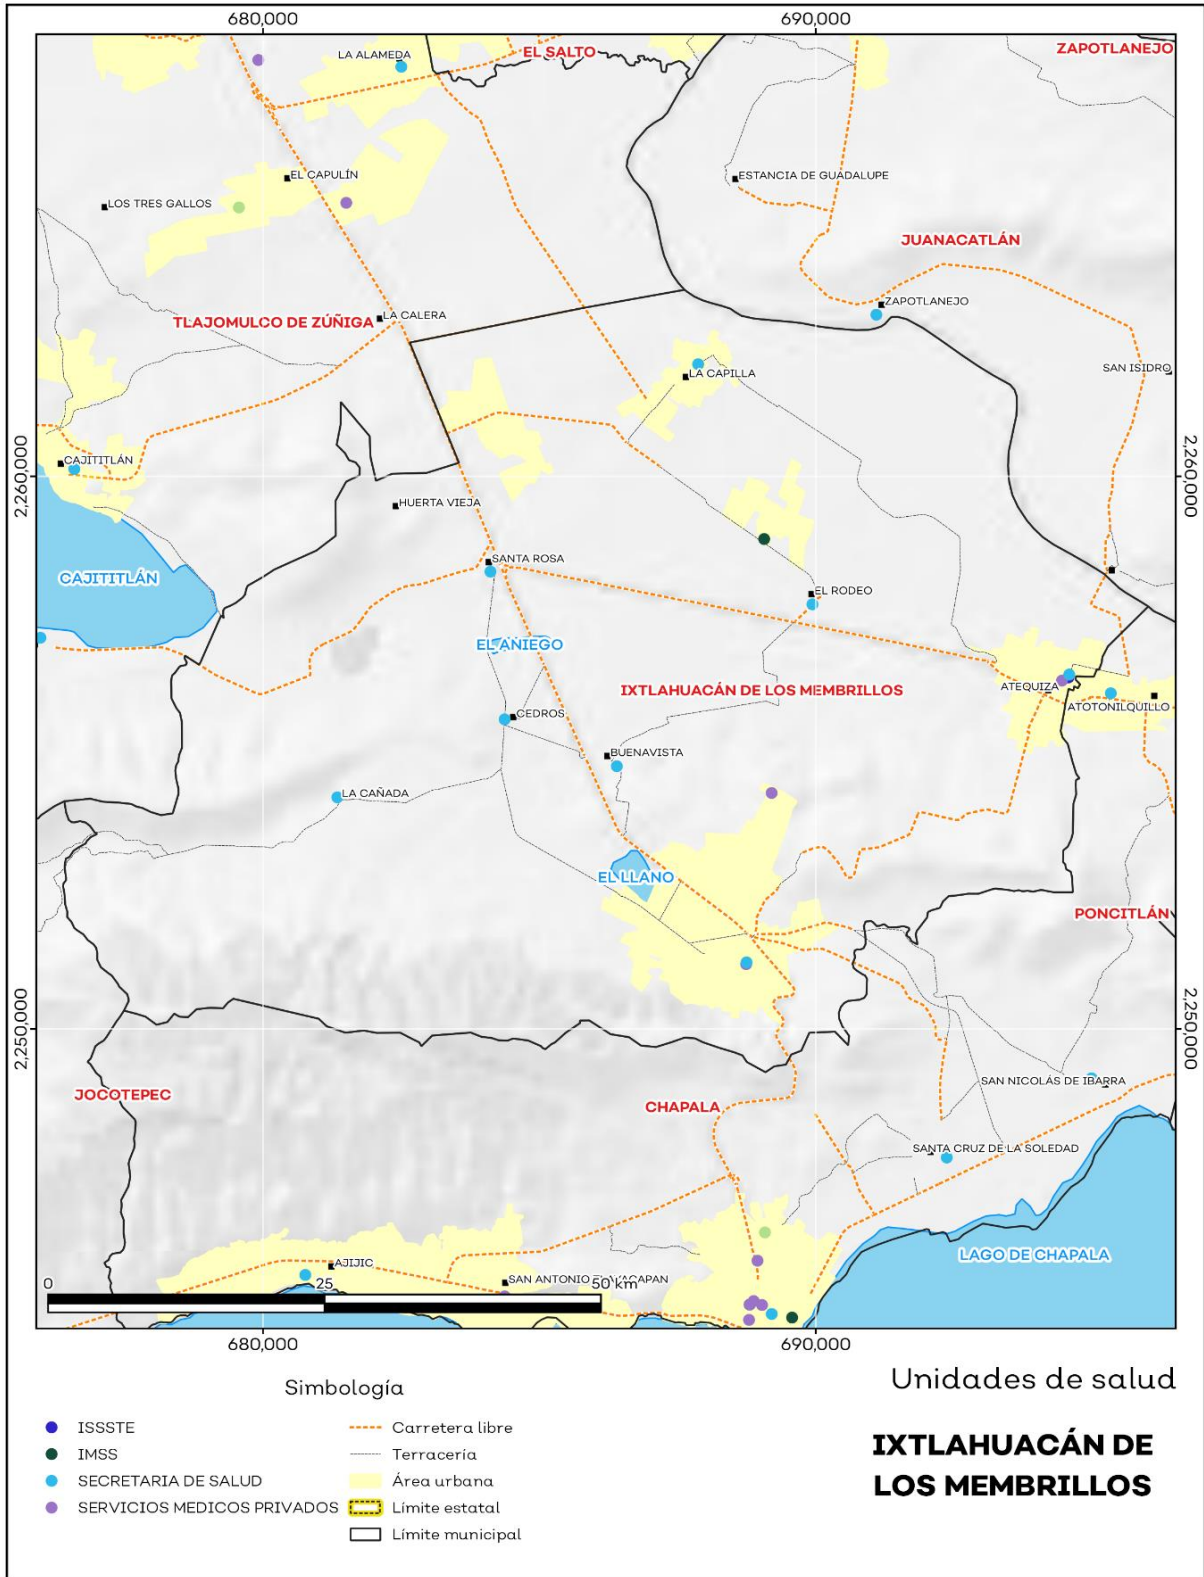 680,000
690,000
EL SALTO
ZAPOTLANEJO
LA ALAMEDA
EL CAPULÍN
ESTANCIA DE GUADALUPE
LOS TRES GALLOS
JUANACATLÁN
ZAPOTLANEJO
TLAJOMULCO DE ZÚÑIGA
LA CALERA
SAN ISIDRO
LA CAPILLA
CAJITITLÁN
2,260,000
2,260,000
HUERTA VIEJA
SANTA ROSA
CAJITITLÁN
EL RODEO
EL AÑIEGO
IXTLAHUACÁN DE LOS MEMBRILLOS
ATEQUIZA
ATOTONILQUILLO
CEDROS
BUENAVISTA
LA CAÑADA
EL LLANO
PONCITLÁN
2,250,000
2,250,000
SAN NICOLÁS DE IBARRA
JOCOTEPEC
CHAPALA
SANTA CRUZ DE LA SOLEDAD
LAGO DE CHAPALA
AJIJIC
SAN ANTONIO
0
25
50 km
680,000
690,000
Simbología
ISSSTE
IMSS
SECRETARIA DE SALUD
SERVICIOS MEDICOS PRIVADOS
Carretera libre
Terracería
Área urbana
Límite estatal
Límite municipal
Unidades de salud
IXTLAHUACÁN DE
LOS MEMBRILLOS